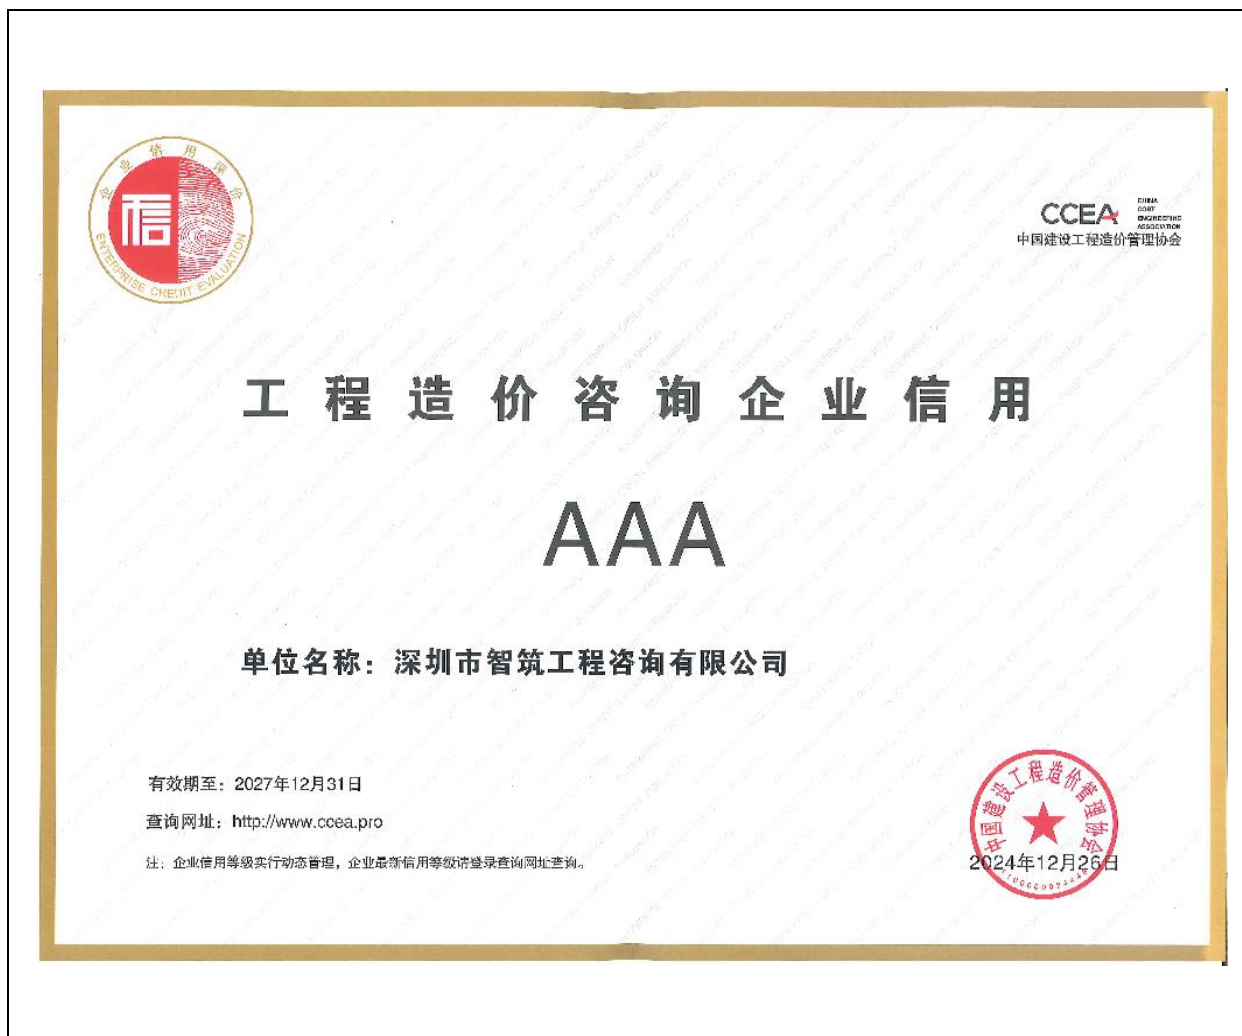 企业信用评价
信
ENTERPRISE CREDIT EVALUATION
CCEA
CHINA
COST
ENGINEERING
ASSOCIATION
中国建设工程造价管理协会
工程造价咨询企业信用
AAA
单位名称：深圳市智筑工程咨询有限公司
有效期至：2027年12月31日
查询网址：http://www.ccea.pro
注：企业信用等级实行动态管理，企业最新信用等级请登录查询网址查询。
中国建设工程造价管理协会
2024年12月26日